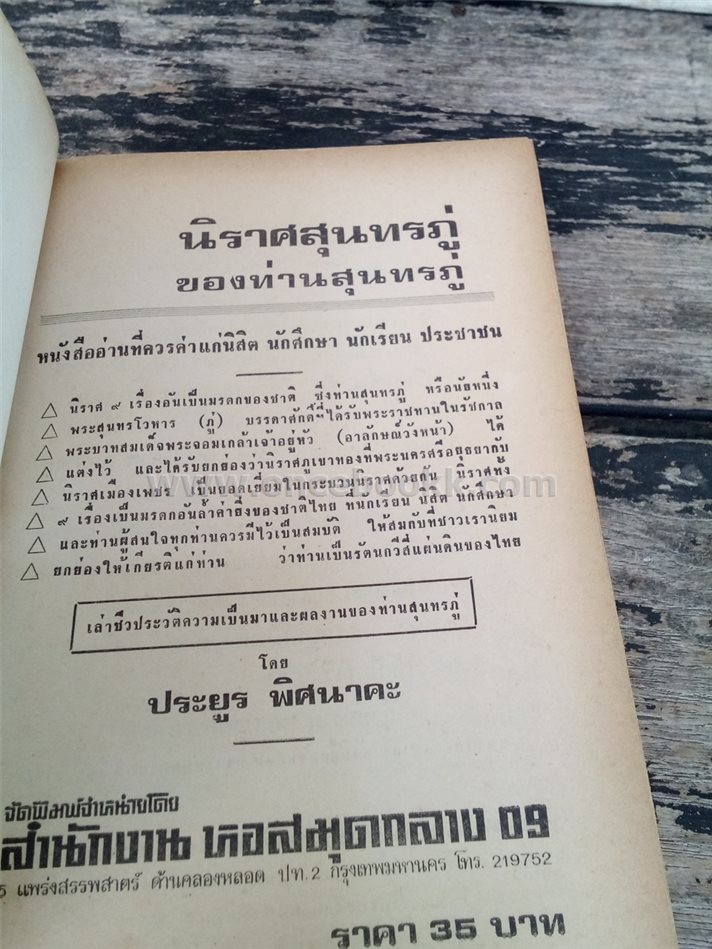 นิราศสุนทรภู่
ของท่านสุนทรภู่
หนังสืออ่านที่ควรค่าแก่นิสิต นักศึกษา นักเรียน ประชาชน
△ นิราศ ๙ เรื่องอันเป็นมรดกของชาติ ซึ่งท่านสุนทรภู่ หรือนัยหนึ่ง
△ พระสุนทรโวหาร (ภู่) บรรดาศักดิ์ที่ได้รับพระราชทานในรัชกาล
△ พระบาทสมเด็จพระจอมเกล้าเจ้าอยู่หัว (อาลักษณ์วังหน้า) ได้
△ แต่งไว้ และได้รับยกย่องว่านิราศภูเขาทองที่พระนครศรีอยุธยากับ
△ นิราศเมืองเพชร เป็นยอดเยี่ยมในกระบวนนิราศด้วยกัน นิราศทั้ง
△ ๙ เรื่องเป็นมรดกอันล้ำค่ายิ่งของชาติไทย ที่นักเรียน นิสิต นักศึกษา
△ และท่านผู้สนใจทุกท่านควรมีไว้เป็นสมบัติ ให้สมกับที่ชาวเรานิยม
△ ยกย่องให้เกียรติแก่ท่าน ว่าท่านเป็นรัตนกวีสี่แผ่นดินของไทย
www.
.com
เล่าชีวประวัติความเป็นมาและผลงานของท่านสุนทรภู่
โดย
ประยูร พิศนาคะ
จัดพิมพ์จำหน่ายโดย
สำนักงาน หอสมุดกลาง 09
5 แพร่งสรรพสาตร์ ด้านคลองหลอด ปท.2 กรุงเทพมหานคร โทร. 219752
ราคา 35 บาท